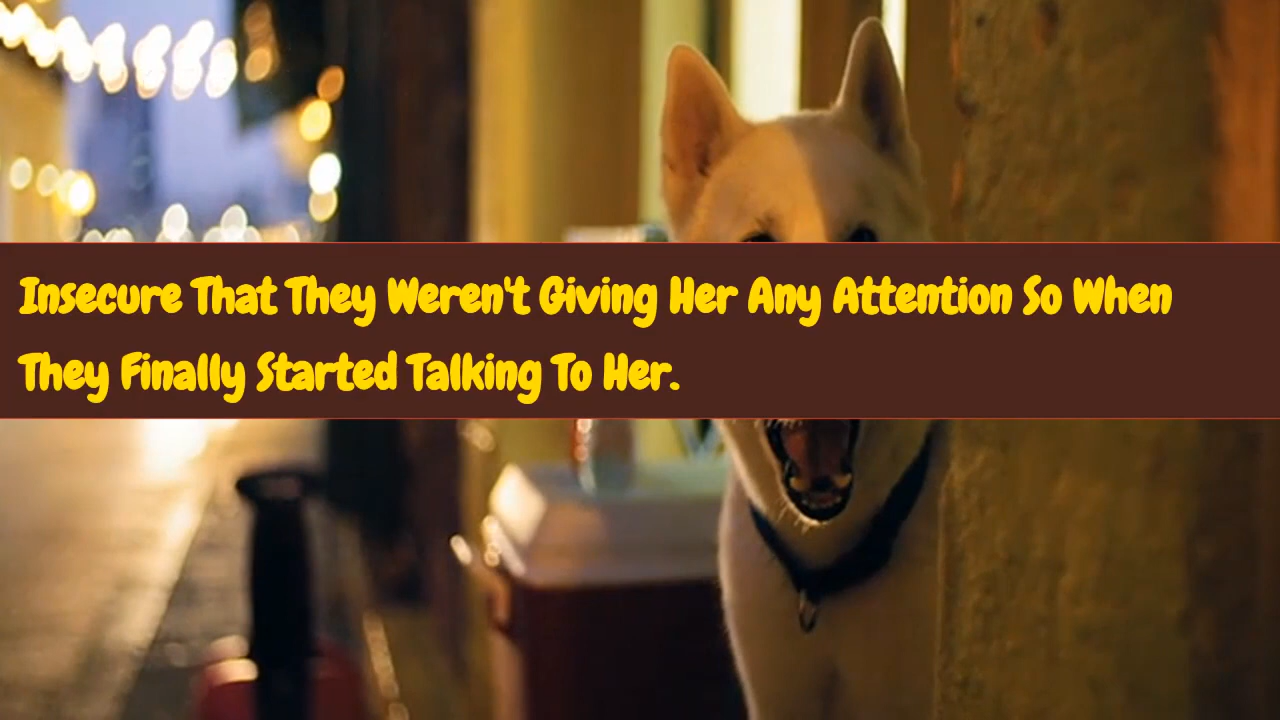 Insecure That They Weren't Giving Her Any Attention So When
They Finally Started Talking To Her.